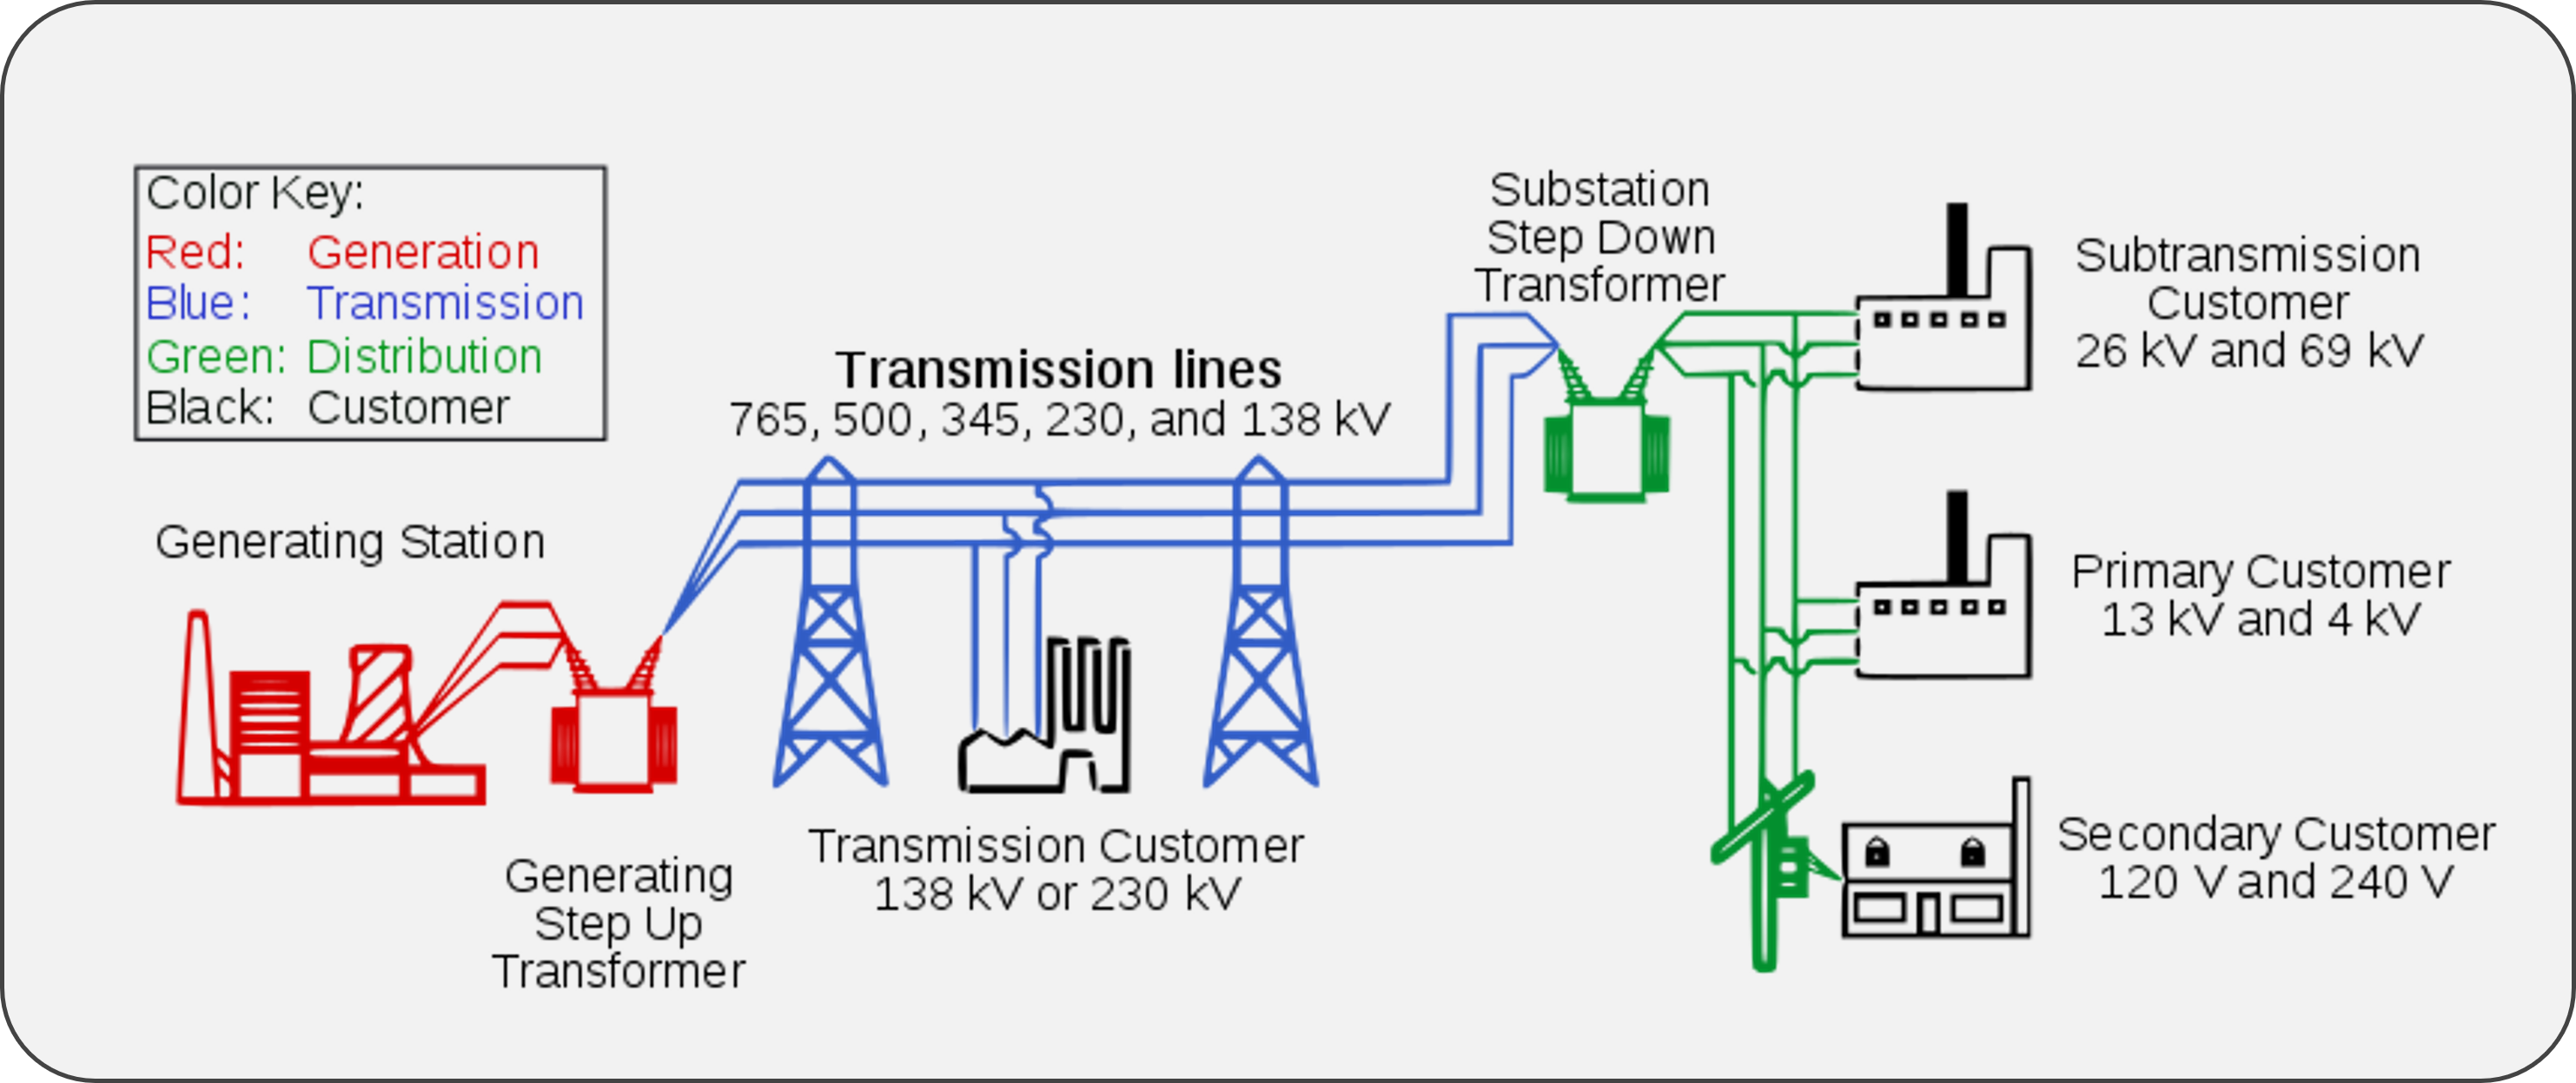 Color Key:
Red: Generation
Blue: Transmission
Green: Distribution
Black: Customer
Generating Station
Generating
Step Up
Transformer
Transmission lines
765, 500, 345, 230, and 138 kV
Transmission Customer
138 kV or 230 kV
Substation
Step Down
Transformer
Subtransmission
Customer
26 kV and 69 kV
Primary Customer
13 kV and 4 kV
Secondary Customer
120 V and 240 V